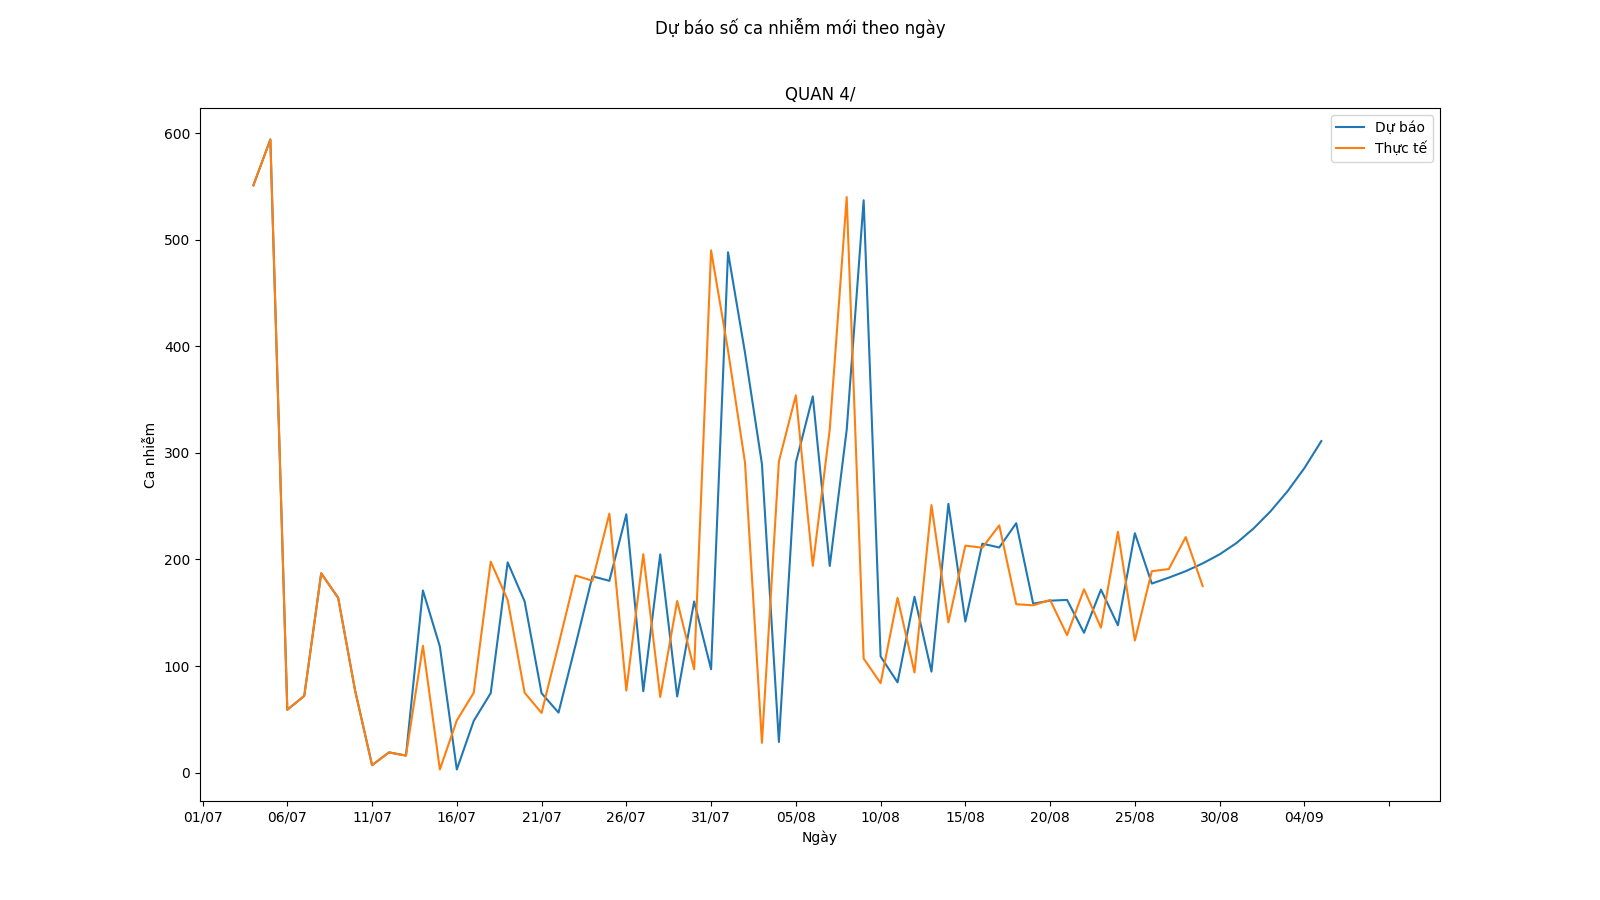 Dự báo số ca nhiễm mới theo ngày
QUAN 4/
Dự báo
Thực tế
600
500
400
300
200
100
0
Ca nhiễm
01/07 06/07 11/07 16/07 21/07 26/07 31/07 05/08 10/08 15/08 20/08 25/08 30/08 04/09
Ngày